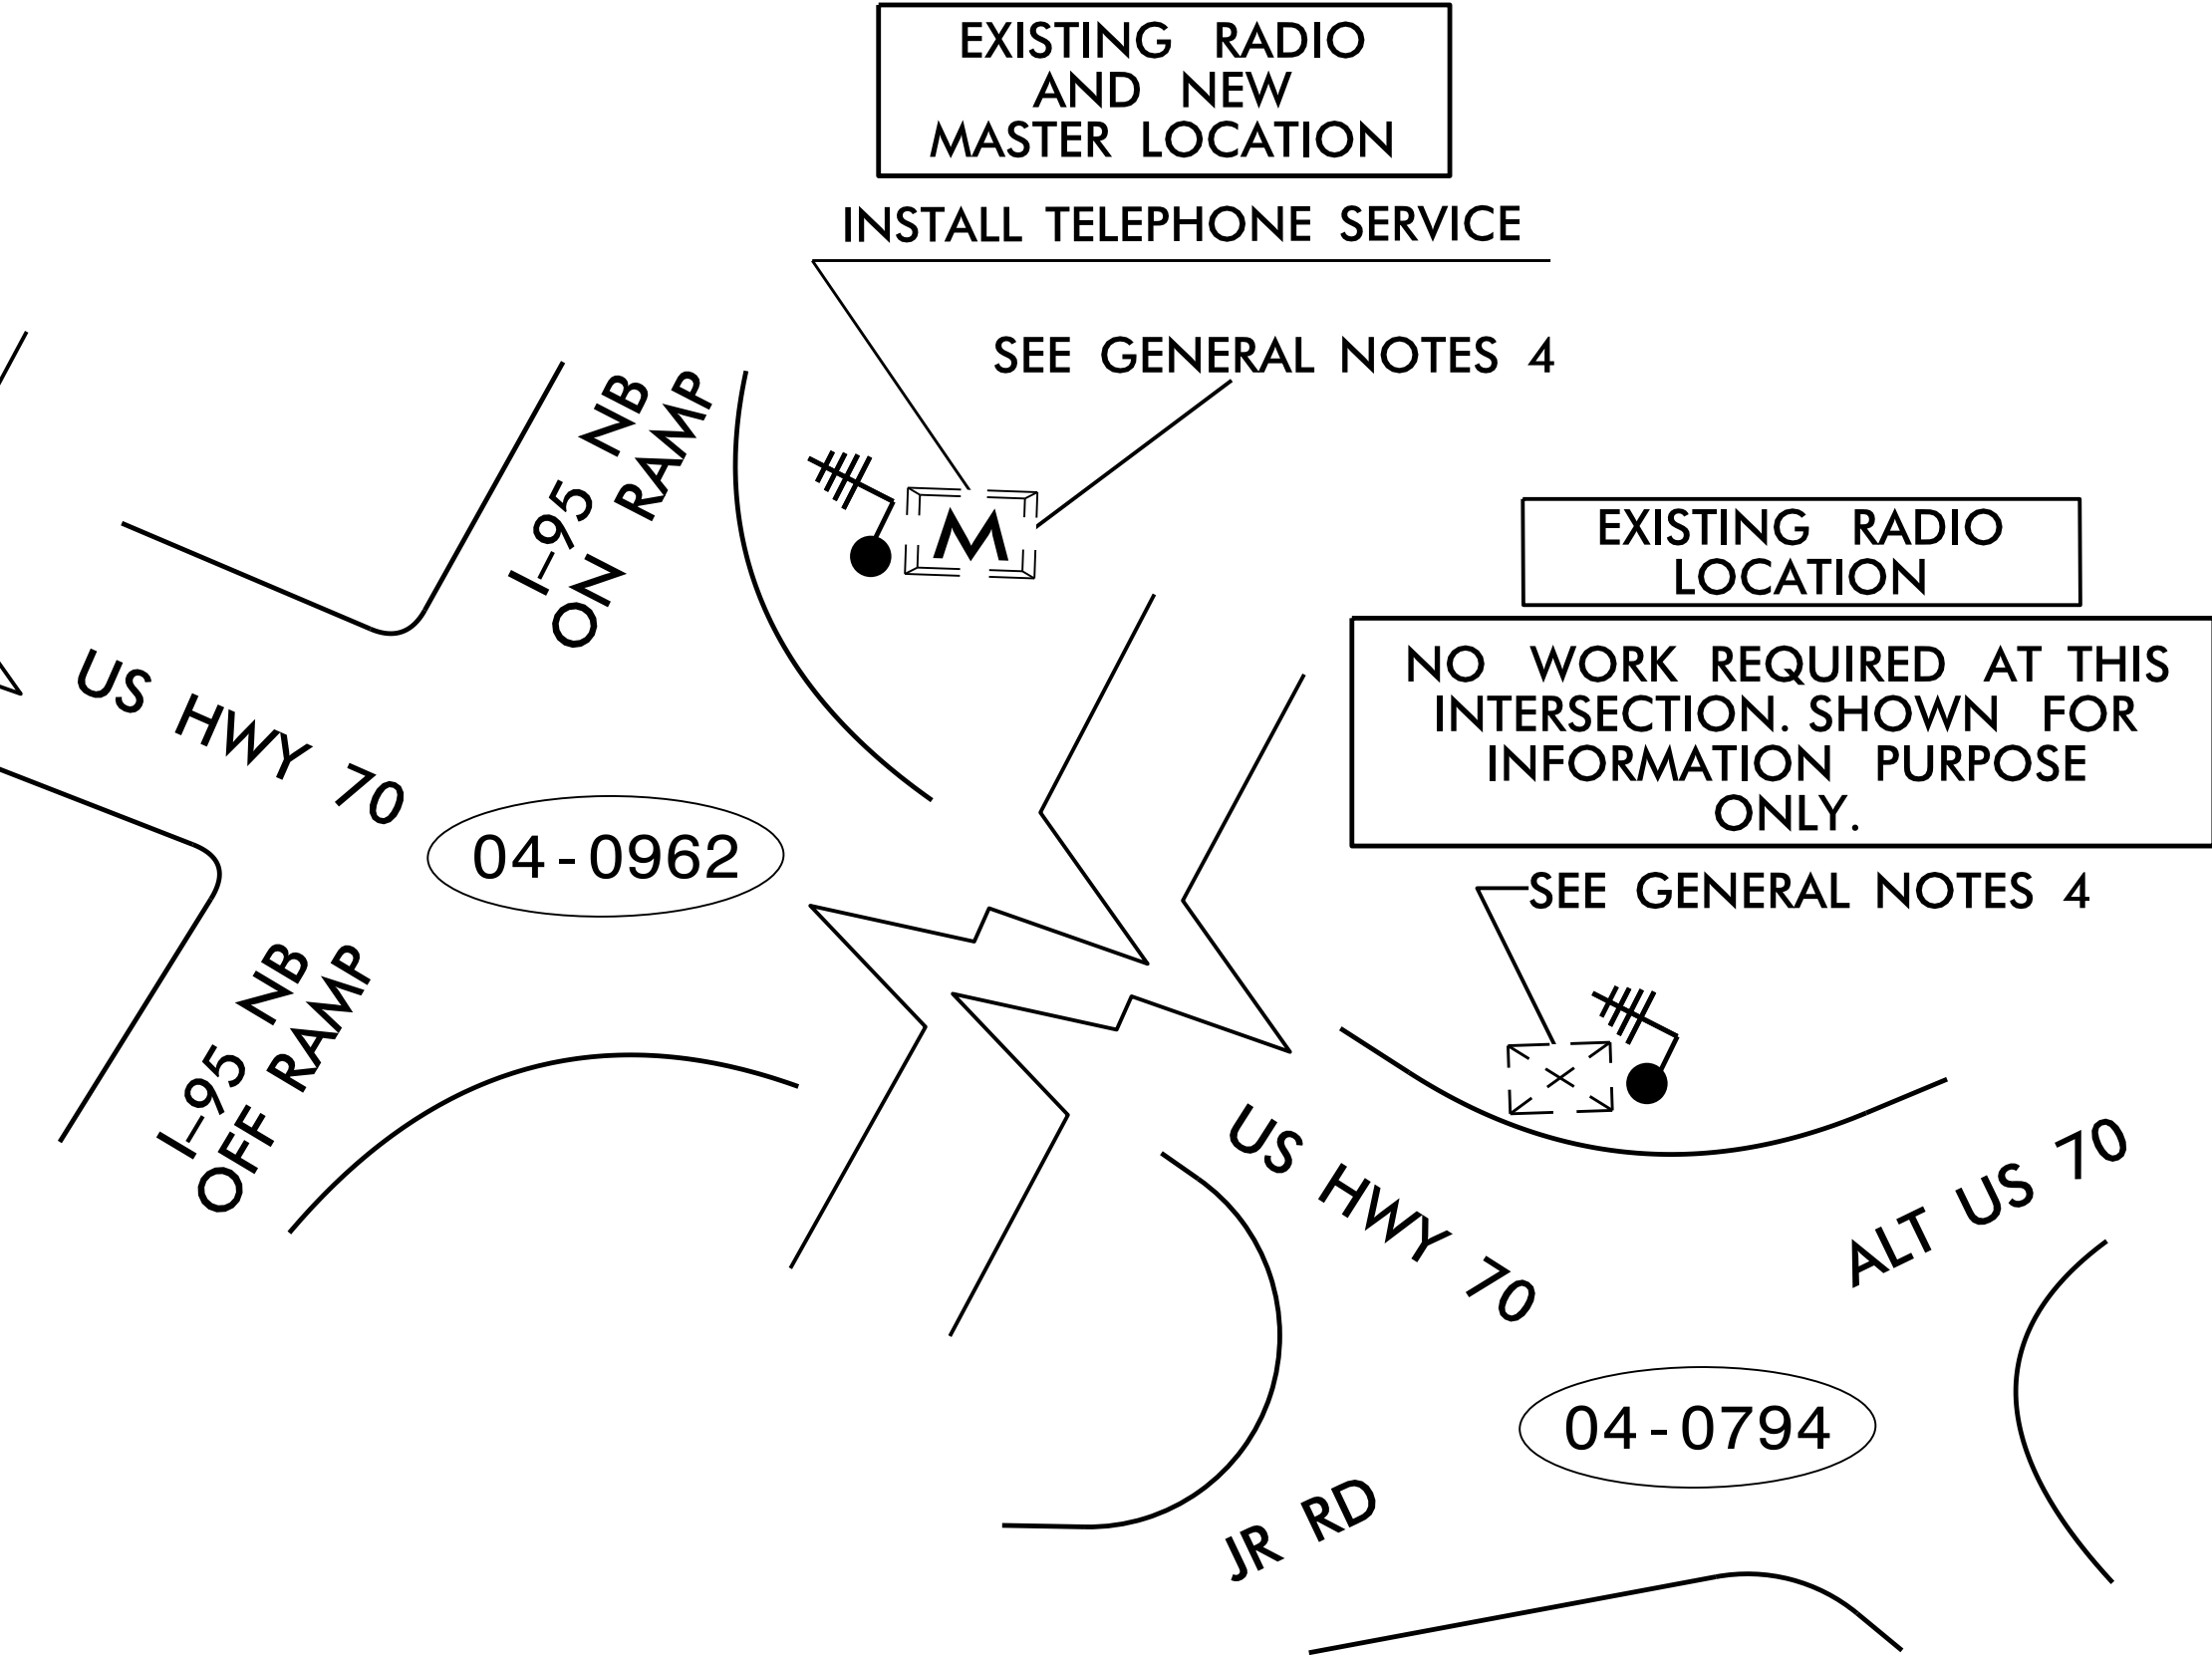 EXISTING RADIO
AND NEW
MASTER LOCATION
INSTALL TELEPHONE SERVICE
SEE GENERAL NOTES 4
I-95 NB
ON RAMP
M
EXISTING RADIO
LOCATION
NO WORK REQUIRED AT THIS
INTERSECTION. SHOWN FOR
INFORMATION PURPOSE
ONLY.
SEE GENERAL NOTES 4
US HWY 70
04-0962
I-95 NB
OFF RAMP
US HWY 70
ALT US 70
04-0794
JR RD